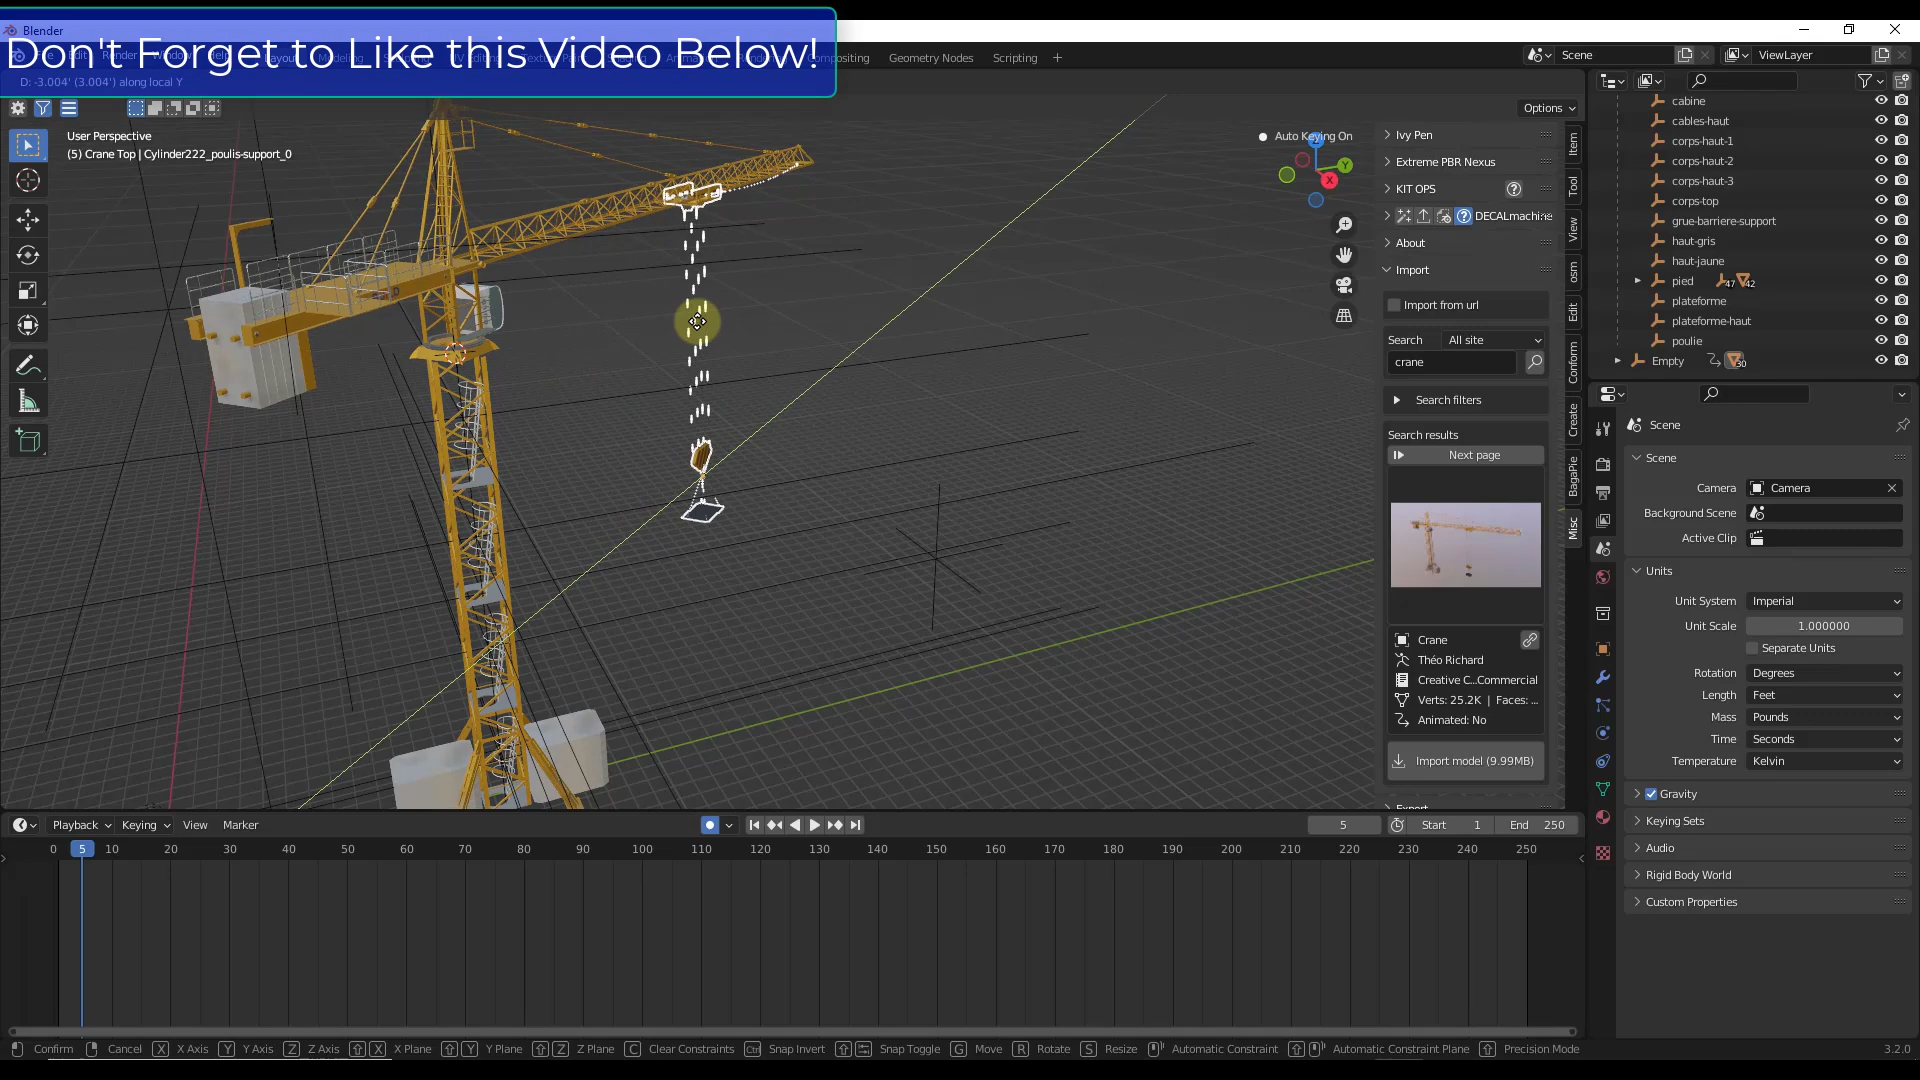 Blender
Don't Forget to Like this Video Below!
Compositing Geometry Nodes Scripting
Scene
ViewLayer
D: -3.004' (3.004') along local Y
Options
User Perspective
(5) Crane Top | Cylinder222_poulis-support_0
Auto Keying On
Z
Y
X
Ivy Pen
Extreme PBR Nexus
KIT OPS
DECALmachine
About
Import
Import from url
Search All site
crane
Search filters
Search results
Next page
Crane
Théo Richard
Creative C...Commercial
Verts: 25.2K | Faces: ...
Animated: No
Import model (9.99MB)
Export
Item
Tool
View
osm
Edit
Conform
Create
BagaPie
Misc
cabine
cables-haut
corps-haut-1
corps-haut-2
corps-haut-3
corps-top
grue-barriere-support
haut-gris
haut-jaune
pied 47 42
plateforme
plateforme-haut
poulie
Empty 30
Scene
Scene
Camera Camera
Background Scene
Active Clip
Units
Unit System Imperial
Unit Scale 1.000000
Separate Units
Rotation Degrees
Length Feet
Mass Pounds
Time Seconds
Temperature Kelvin
Gravity
Keying Sets
Audio
Rigid Body World
Custom Properties
Playback Keying View Marker
5 Start 1 End 250
0 5 10 20 30 40 50 60 70 80 90 100 110 120 130 140 150 160 170 180 190 200 210 220 230 240 250
Confirm Cancel X X Axis Y Y Axis Z Z Axis X X Plane Y Y Plane Z Z Plane C Clear Constraints Ctrl Snap Invert Snap Toggle G Move R Rotate S Resize Automatic Constraint Automatic Constraint Plane Precision Mode 3.2.0